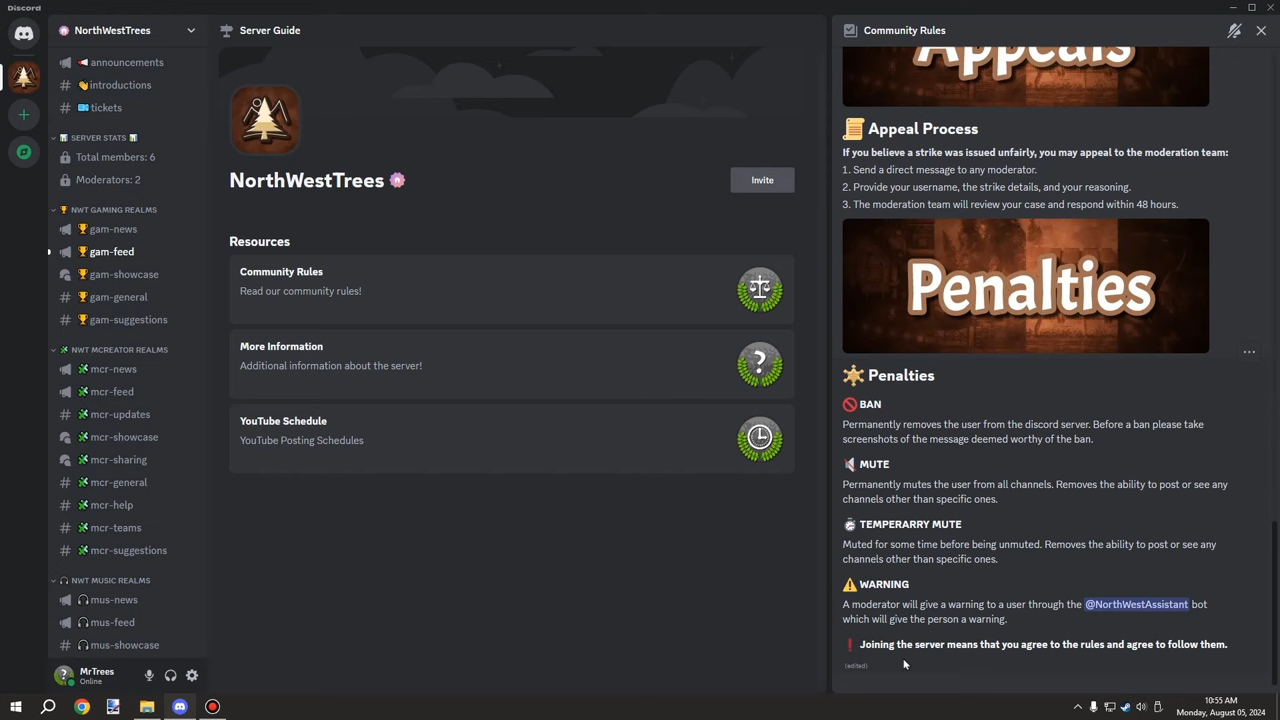 Discord
NorthWestTrees
announcements
introductions
tickets
SERVER STATS
Total members: 6
Moderators: 2
NWT GAMING REALMS
gam-news
gam-feed
gam-showcase
gam-general
gam-suggestions
NWT MCREATOR REALMS
mcr-news
mcr-feed
mcr-updates
mcr-showcase
mcr-sharing
mcr-general
mcr-help
mcr-teams
mcr-suggestions
NWT MUSIC REALMS
mus-news
mus-feed
mus-showcase
MrTrees
Online
Server Guide
NorthWestTrees
Invite
Resources
Community Rules
Read our community rules!
More Information
Additional information about the server!
YouTube Schedule
YouTube Posting Schedules
Community Rules
Appeals
Appeal Process
If you believe a strike was issued unfairly, you may appeal to the moderation team:
1. Send a direct message to any moderator.
2. Provide your username, the strike details, and your reasoning.
3. The moderation team will review your case and respond within 48 hours.
Penalties
Penalties
BAN
Permanently removes the user from the discord server. Before a ban please take
screenshots of the message deemed worthy of the ban.
MUTE
Permanently mutes the user from all channels. Removes the ability to post or see any
channels other than specific ones.
TEMPERARRY MUTE
Muted for some time before being unmuted. Removes the ability to post or see any
channels other than specific ones.
WARNING
A moderator will give a warning to a user through the @NorthWestAssistant bot
which will give the person a warning.
Joining the server means that you agree to the rules and agree to follow them.
(edited)
10:55 AM
Monday, August 05, 2024